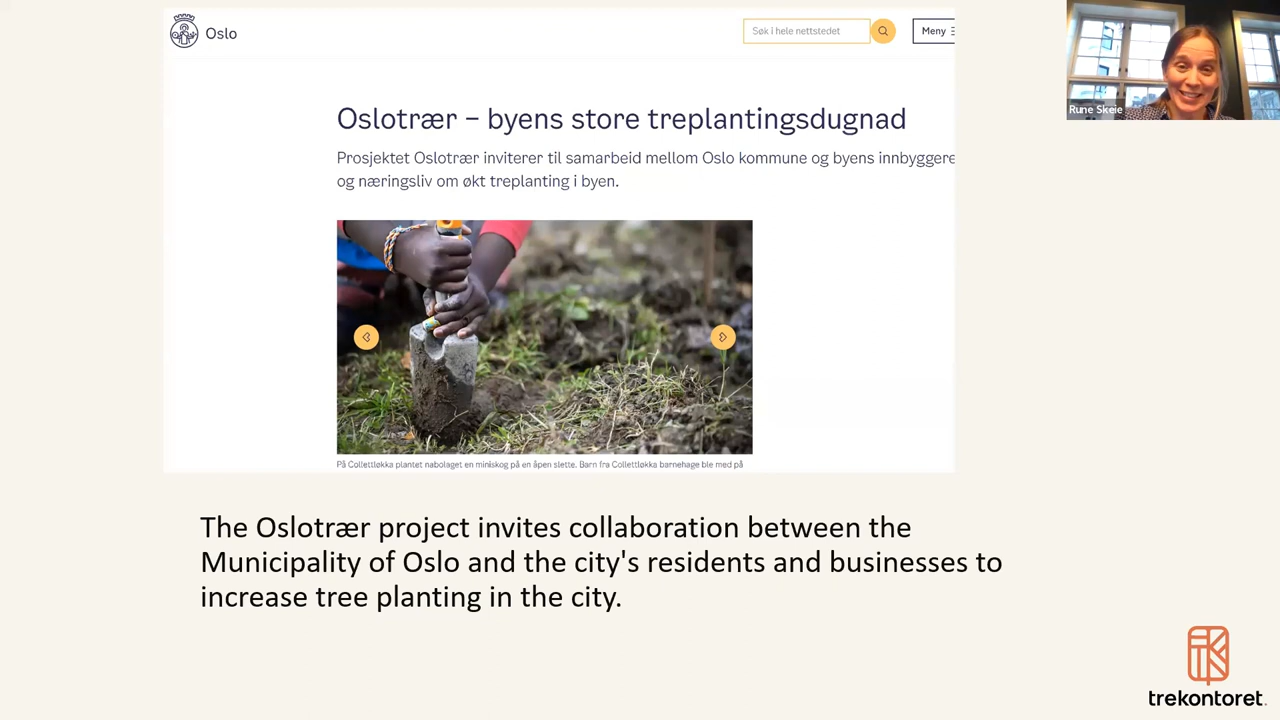 Oslo
Søk i hele nettstedet
Meny
Rune Skeie
Oslotrær – byens store treplantingsdugnad
Prosjektet Oslotrær inviterer til samarbeid mellom Oslo kommune og byens innbyggere
og næringsliv om økt treplanting i byen.
På Collettløkka plantet nabolaget en miniskog på en åpen slette. Barn fra Collettløkka barnehage ble med på
The Oslotrær project invites collaboration between the
Municipality of Oslo and the city's residents and businesses to
increase tree planting in the city.
trekontoret.